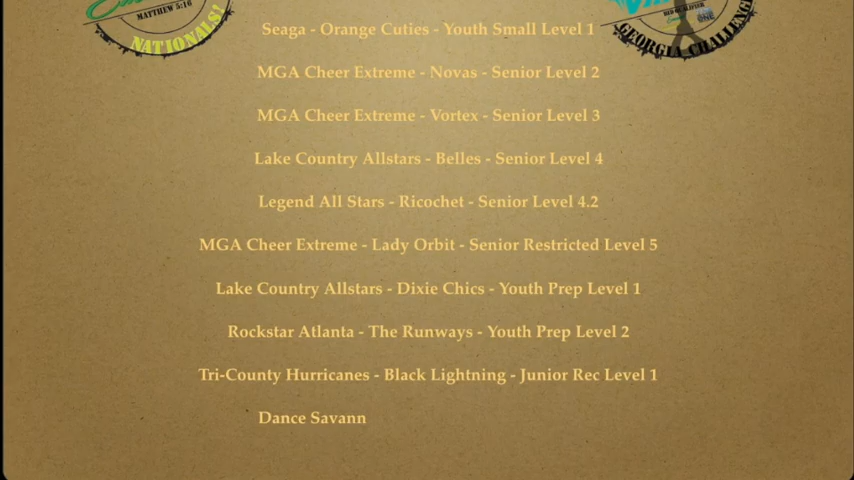 MATTHEW 5:16
NATIONALS!
GEORGIA CHALLENGE
Seaga - Orange Cuties - Youth Small Level 1
MGA Cheer Extreme - Novas - Senior Level 2
MGA Cheer Extreme - Vortex - Senior Level 3
Lake Country Allstars - Belles - Senior Level 4
Legend All Stars - Ricochet - Senior Level 4.2
MGA Cheer Extreme - Lady Orbit - Senior Restricted Level 5
Lake Country Allstars - Dixie Chics - Youth Prep Level 1
Rockstar Atlanta - The Runways - Youth Prep Level 2
Tri-County Hurricanes - Black Lightning - Junior Rec Level 1
Dance Savann